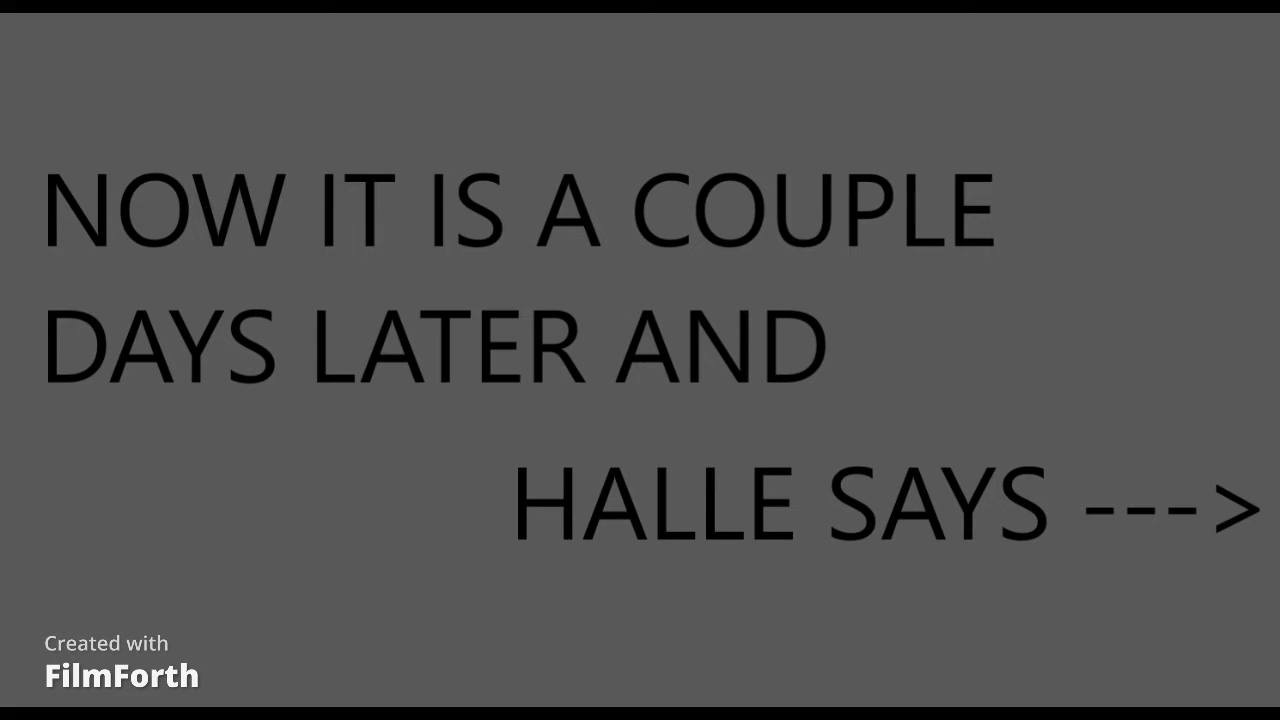 NOW IT IS A COUPLE
DAYS LATER AND
HALLE SAYS --->
Created with
FilmForth